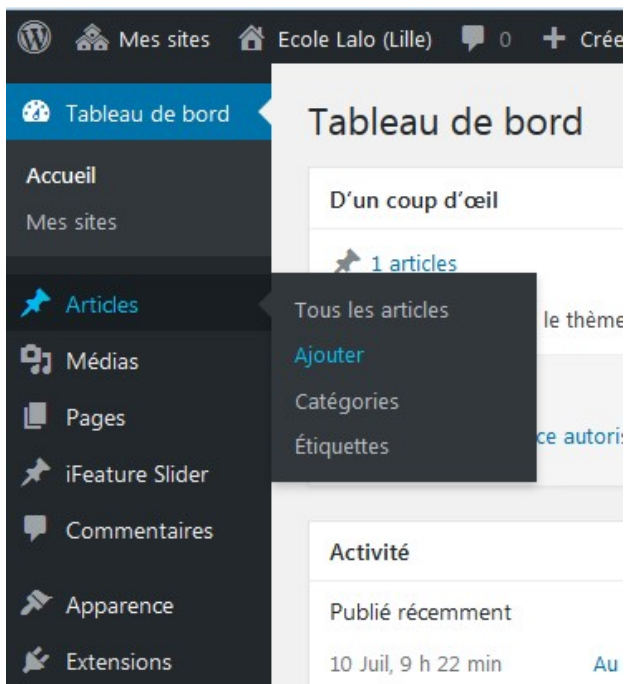 Mes sites Ecole Lalo (Lille) 0 + Crée
Tableau de bord
Accueil
Mes sites
Articles
Médias
Pages
iFeature Slider
Commentaires
Apparence
Extensions
Tous les articles
Ajouter
Catégories
Étiquettes
Tableau de bord
D'un coup d'œil
1 articles
le thème
ce autoris
Activité
Publié récemment
10 Juil, 9 h 22 min Au